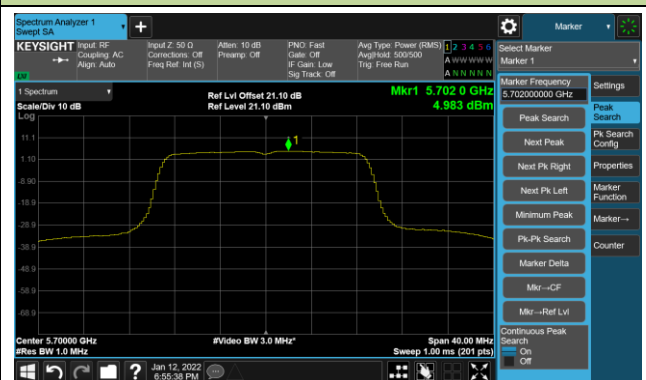 Spectrum Analyzer 1
Swept SA
+
Marker
KEYSIGHT
Input: RF
Coupling: AC
Align: Auto
Input Z: 50 Ω
Corrections: Off
Freq Ref: Int (S)
Atten: 10 dB
Preamp: Off
PNO: Fast
Gate: Off
IF Gain: Low
Sig Track: Off
Avg Type: Power (RMS)
Avg|Hold: 500/500
Trig: Free Run
1 2 3 4 5 6
A W W W W W
A N N N N N
LXI
Select Marker
Marker 1
1 Spectrum
Scale/Div 10 dB
Log
Ref Lvl Offset 21.10 dB
Ref Level 21.10 dBm
Mkr1 5.702 0 GHz
4.983 dBm
11.1
1.10
-8.90
-18.9
-28.9
-38.9
-48.9
-58.9
-68.9
1
Center 5.70000 GHz
#Res BW 1.0 MHz
#Video BW 3.0 MHz*
Span 40.00 MHz
Sweep 1.00 ms (201 pts)
Marker Frequency
5.702000000 GHz
Peak Search
Next Peak
Next Pk Right
Next Pk Left
Minimum Peak
Pk-Pk Search
Marker Delta
Mkr→CF
Mkr→Ref Lvl
Continuous Peak
Search
On
Off
Settings
Peak
Search
Pk Search
Config
Properties
Marker
Function
Marker→
Counter
?
Jan 12, 2022
6:55:38 PM